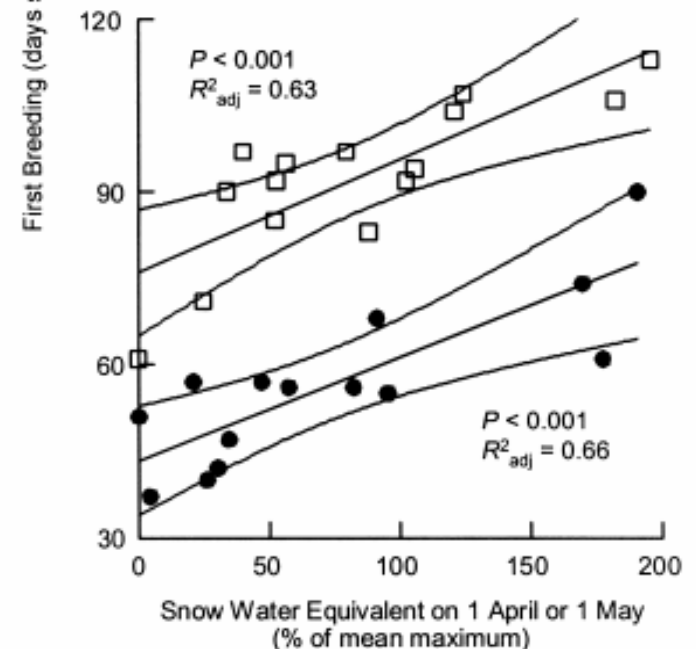 First Breeding (days
120
90
60
30
P < 0.001
R²adj = 0.63
P < 0.001
R²adj = 0.66
0 50 100 150 200
Snow Water Equivalent on 1 April or 1 May
(% of mean maximum)